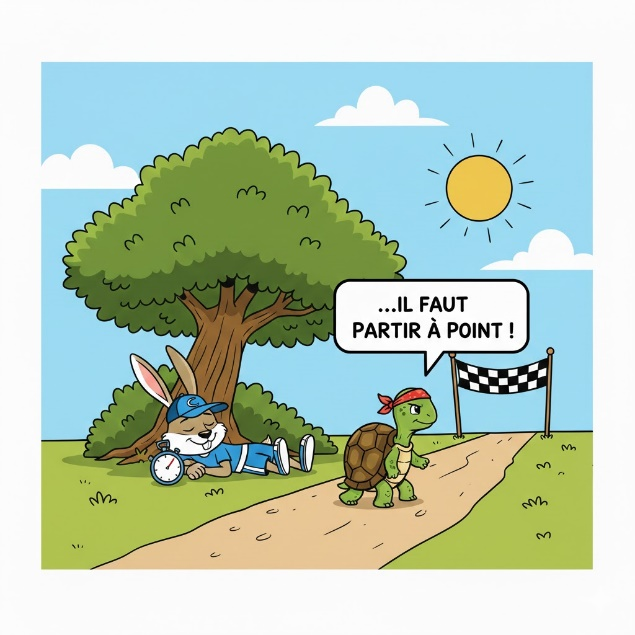 ...IL FAUT
PARTIR À POINT !